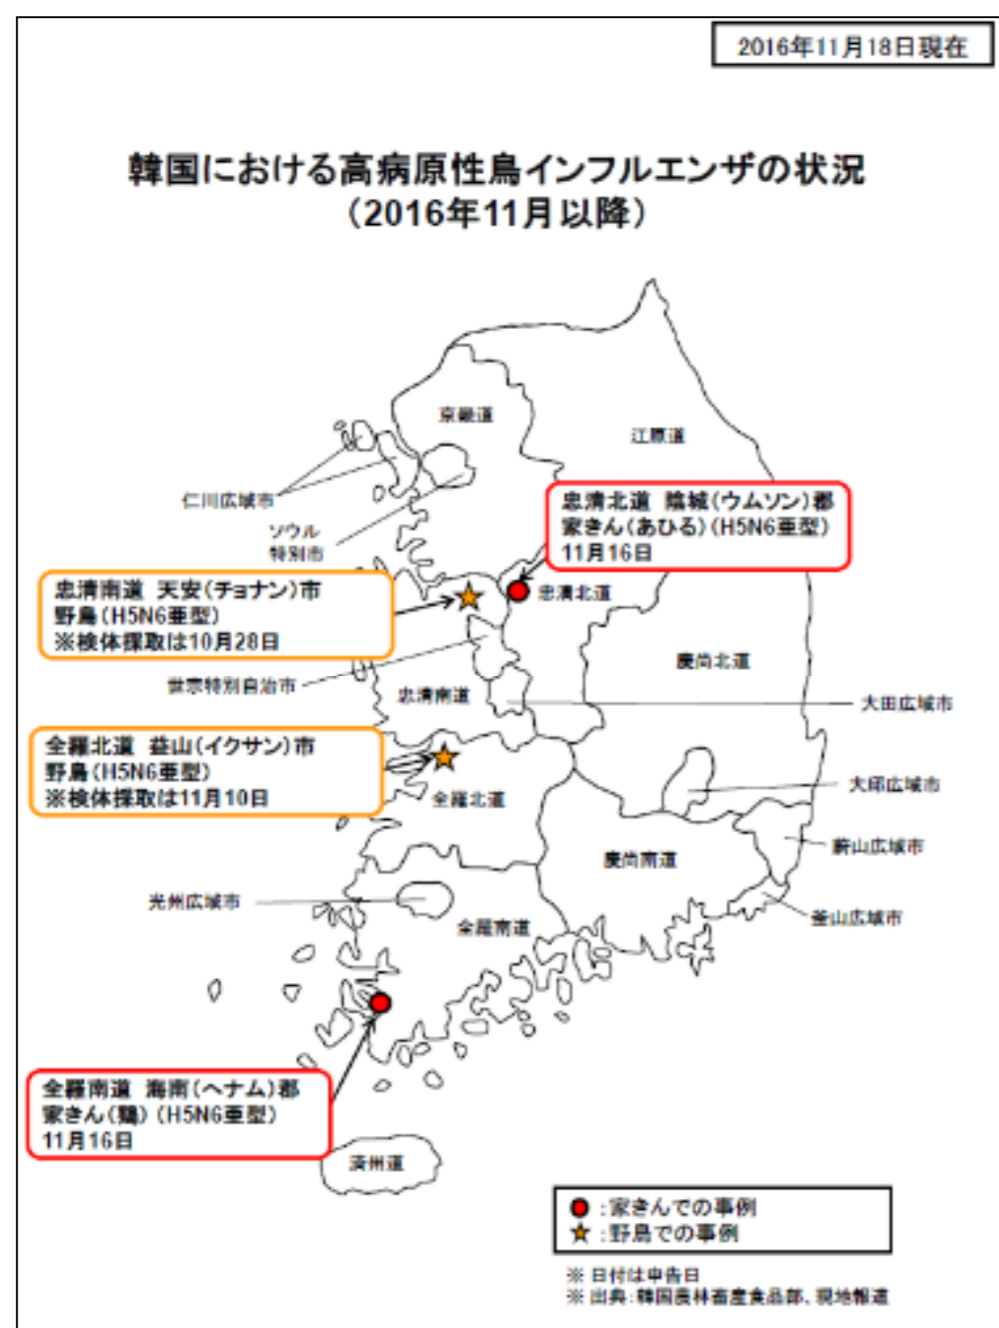 2016年11月18日現在
韓国における高病原性鳥インフルエンザの状況
（2016年11月以降）
京畿道
江原道
仁川広域市
ソウル
特別市
忠清北道　陰城（ウムソン）郡
家きん（あひる）（H5N6亜型）
11月16日
忠清南道　天安（チョナン）市
野鳥（H5N6亜型）
※検体採取は10月28日
忠清北道
慶尚北道
世宗特別自治市
忠清南道
大田広域市
全羅北道　益山（イクサン）市
野鳥（H5N6亜型）
※検体採取は11月10日
全羅北道
大邱広域市
慶尚南道
蔚山広域市
光州広域市
全羅南道
釜山広域市
全羅南道　海南（ヘナム）郡
家きん（鶏）（H5N6亜型）
11月16日
済州道
：家きんでの事例
：野鳥での事例
※ 日付は申告日
※ 出典：韓国農林畜産食品部、現地報道